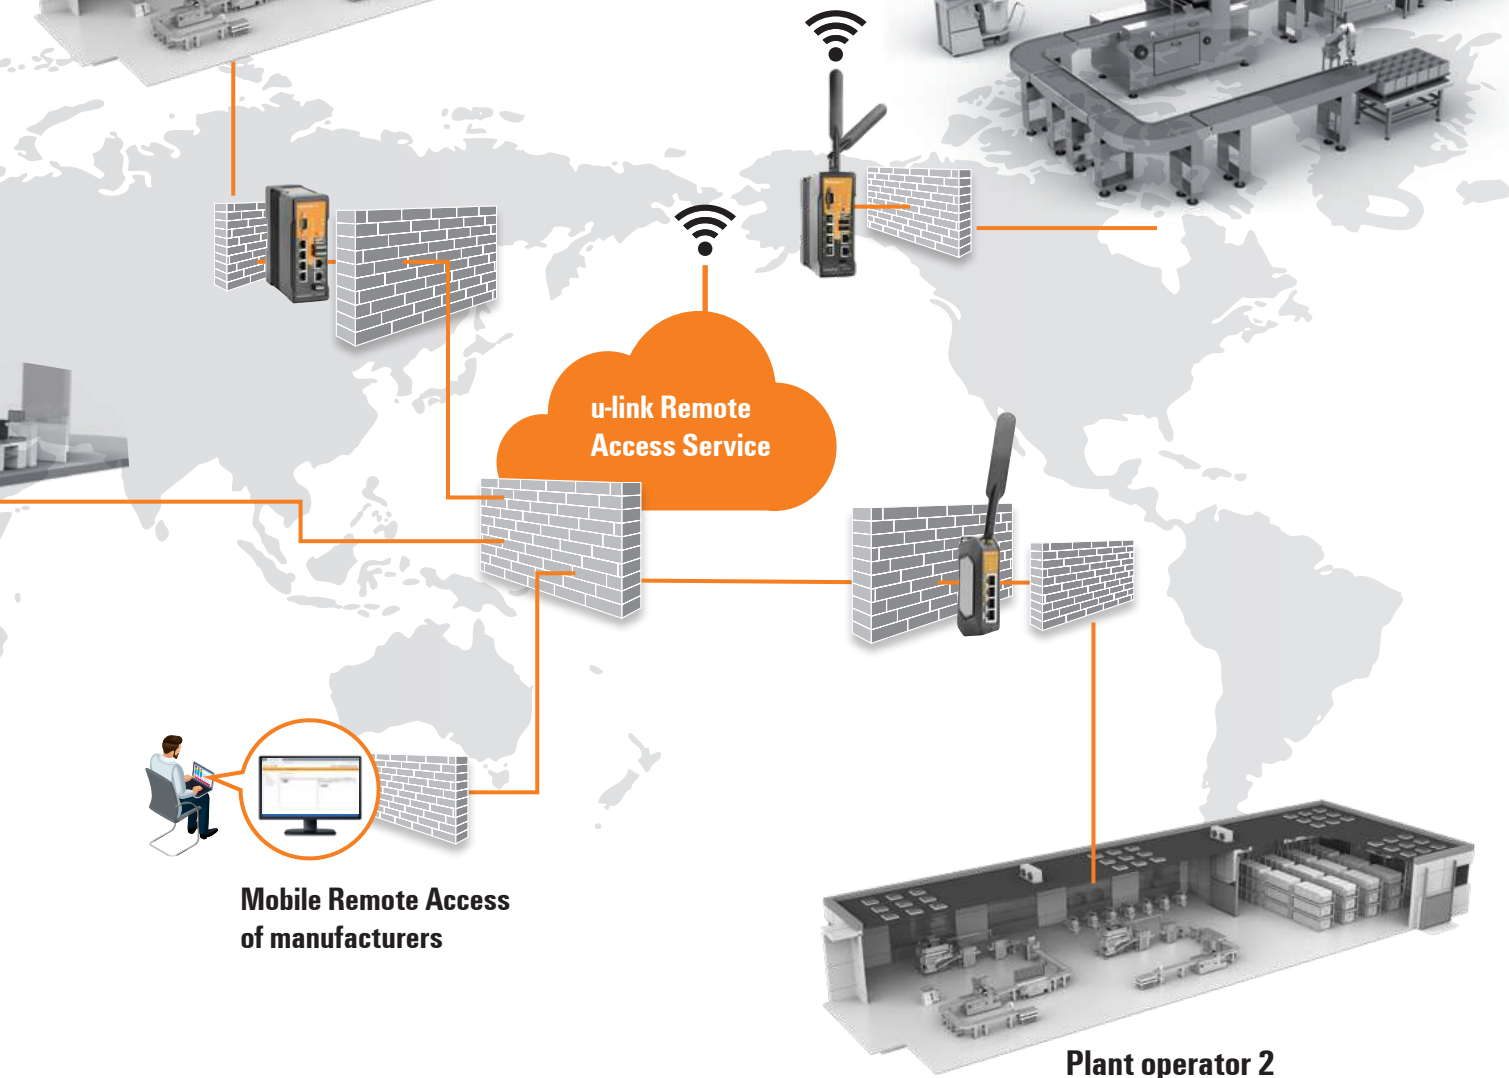 u-link Remote
Access Service
Mobile Remote Access
of manufacturers
Plant operator 2